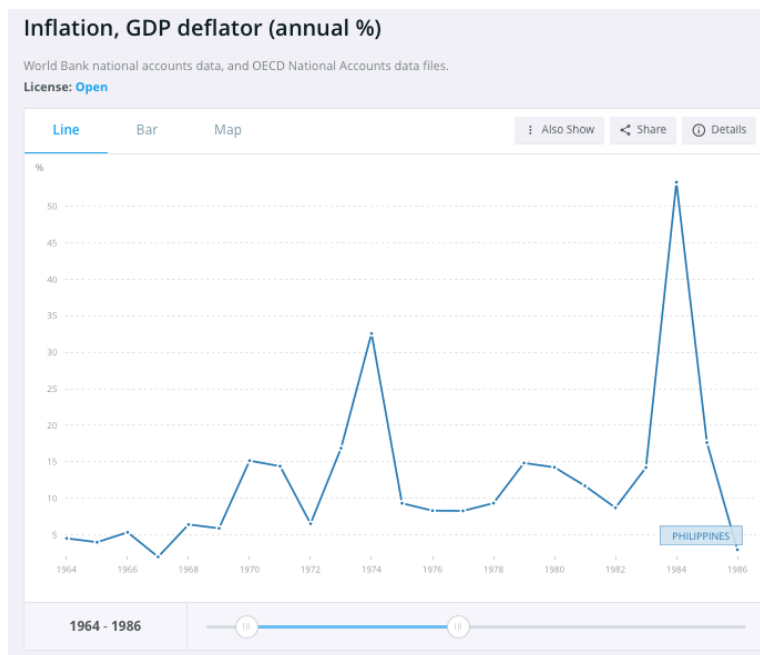 Inflation, GDP deflator (annual %)
World Bank national accounts data, and OECD National Accounts data files.
License: Open
Line Bar Map Also Show Share Details
%
50
45
40
35
30
25
20
15
10
5
PHILIPPINES
1964 1966 1968 1970 1972 1974 1976 1978 1980 1982 1984 1986
1964 - 1986